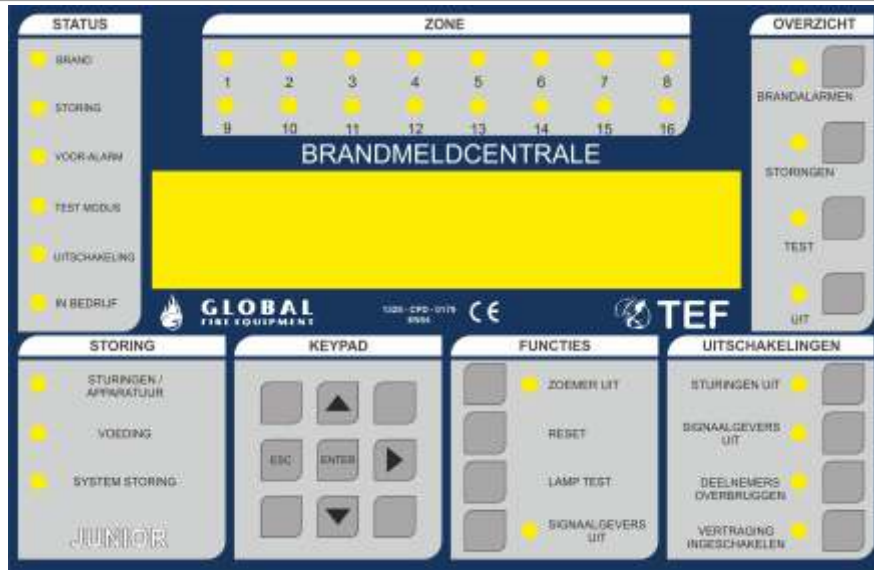 STATUS
BRAND
STORING
VOOR-ALARM
TEST MODUS
UITSCHAKELING
IN BEDRIJF
ZONE
1 2 3 4 5 6 7 8
9 10 11 12 13 14 15 16
BRANDMELDCENTRALE
GLOBAL
FIRE EQUIPMENT
CE
TEF
OVERZICHT
BRANDALARMEN
STORINGEN
TEST
UIT
STORING
STURINGEN /
APPARATUUR
VOEDING
SYSTEM STORING
JUNIOR
KEYPAD
ESC ENTER
FUNCTIES
ZOEMER UIT
RESET
LAMP TEST
SIGNAALGEVERS
UIT
UITSCHAKELINGEN
STURINGEN UIT
SIGNAALGEVERS
UIT
DEELNEMERS
OVERBRUGGEN
VERTRAGING
INGESCHAKELEN